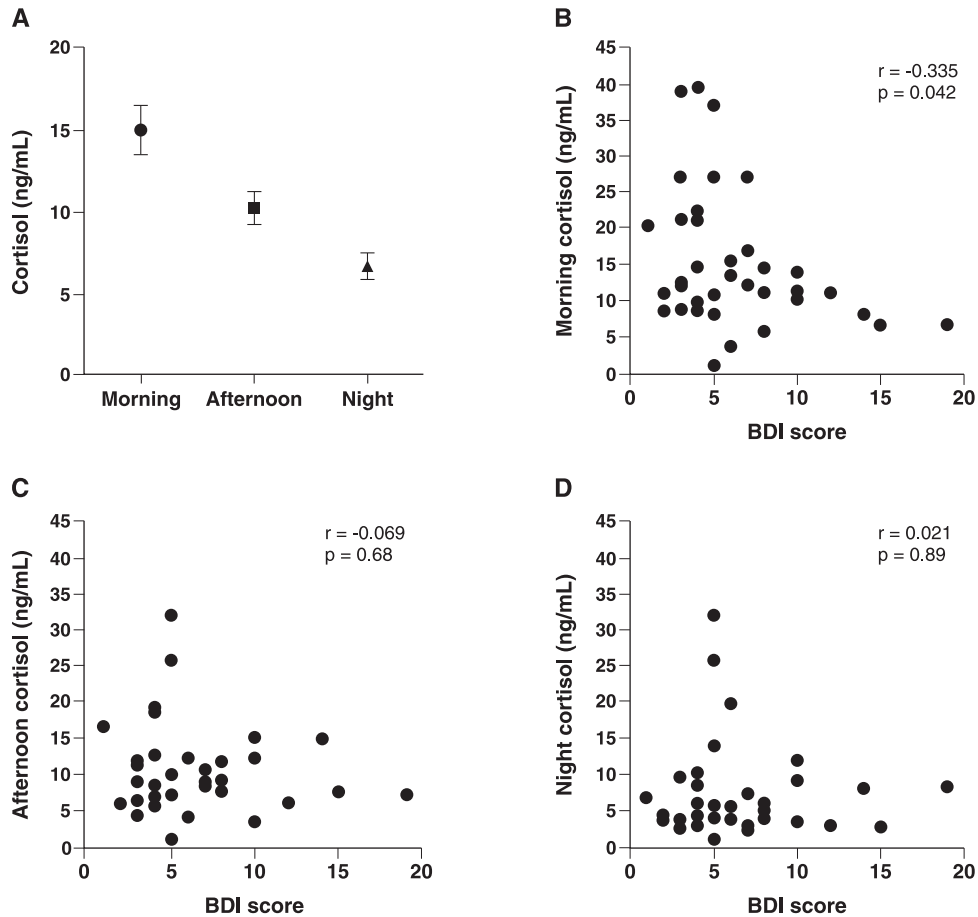 A
Cortisol (ng/mL)
20
15
10
5
0
Morning Afternoon Night
B
Morning cortisol (ng/mL)
45
40
35
30
25
20
15
10
5
0
r = -0.335
p = 0.042
0 5 10 15 20
BDI score
C
Afternoon cortisol (ng/mL)
45
40
35
30
25
20
15
10
5
0
r = -0.069
p = 0.68
0 5 10 15 20
BDI score
D
Night cortisol (ng/mL)
45
40
35
30
25
20
15
10
5
0
r = 0.021
p = 0.89
0 5 10 15 20
BDI score